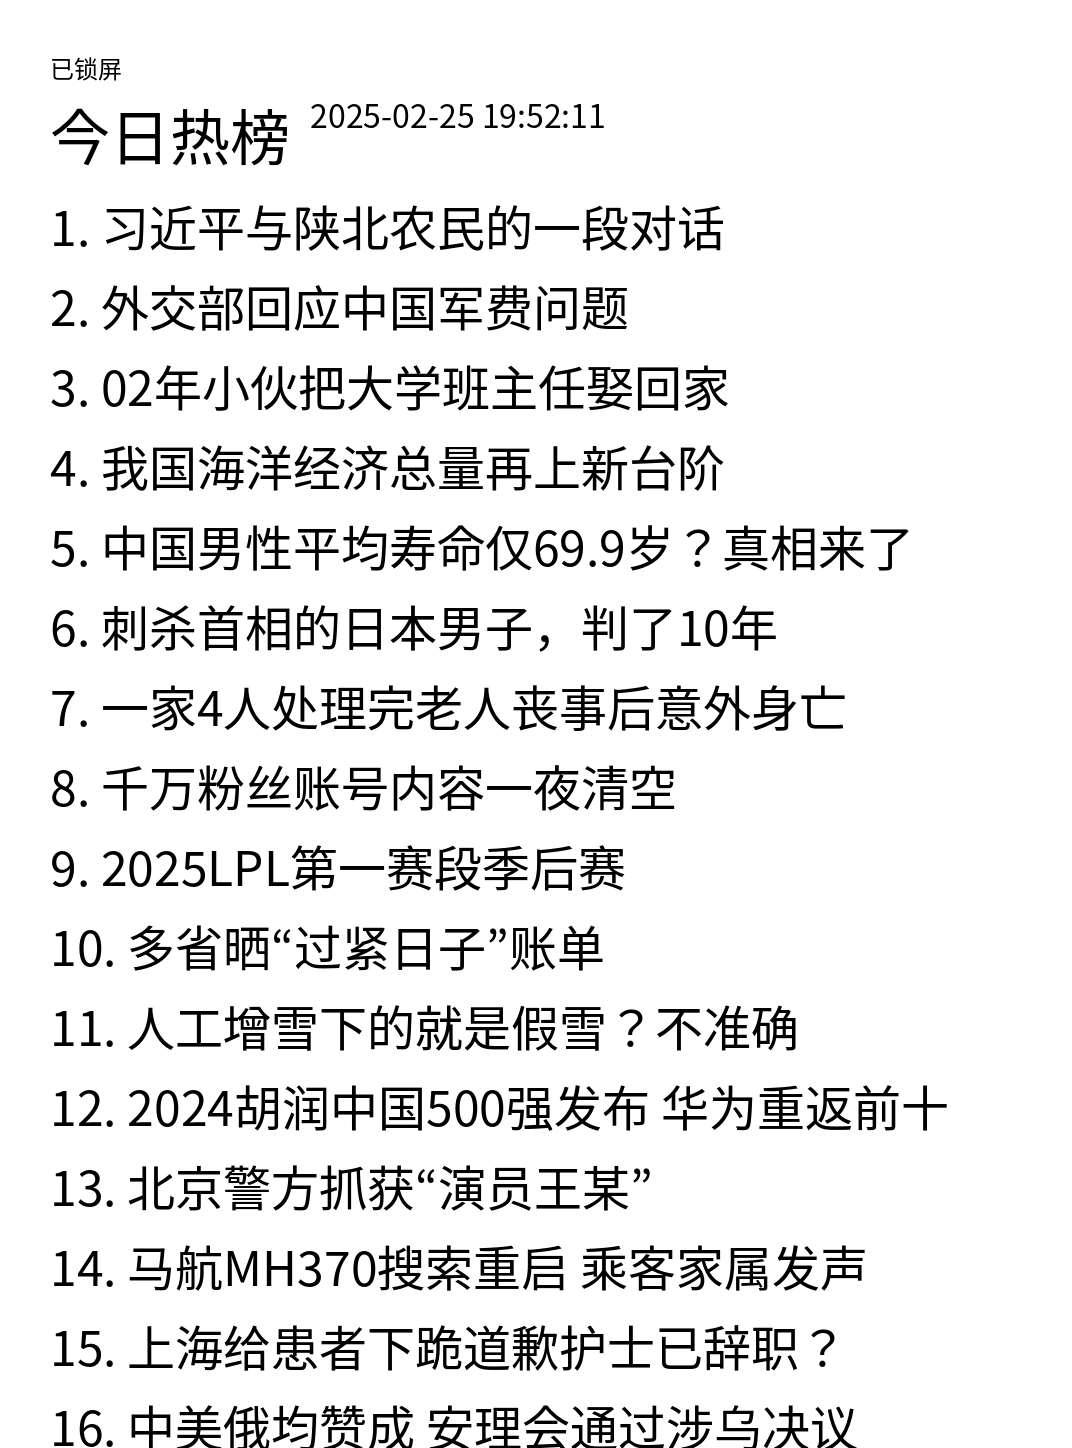 已锁屏
今日热榜 2025-02-25 19:52:11
1. 习近平与陕北农民的一段对话
2. 外交部回应中国军费问题
3. 02年小伙把大学班主任娶回家
4. 我国海洋经济总量再上新台阶
5. 中国男性平均寿命仅69.9岁？真相来了
6. 刺杀首相的日本男子，判了10年
7. 一家4人处理完老人丧事后意外身亡
8. 千万粉丝账号内容一夜清空
9. 2025LPL第一赛段季后赛
10. 多省晒“过紧日子”账单
11. 人工增雪下的就是假雪？不准确
12. 2024胡润中国500强发布 华为重返前十
13. 北京警方抓获“演员王某”
14. 马航MH370搜索重启 乘客家属发声
15. 上海给患者下跪道歉护士已辞职？
16. 中美俄均赞成 安理会通过涉乌决议